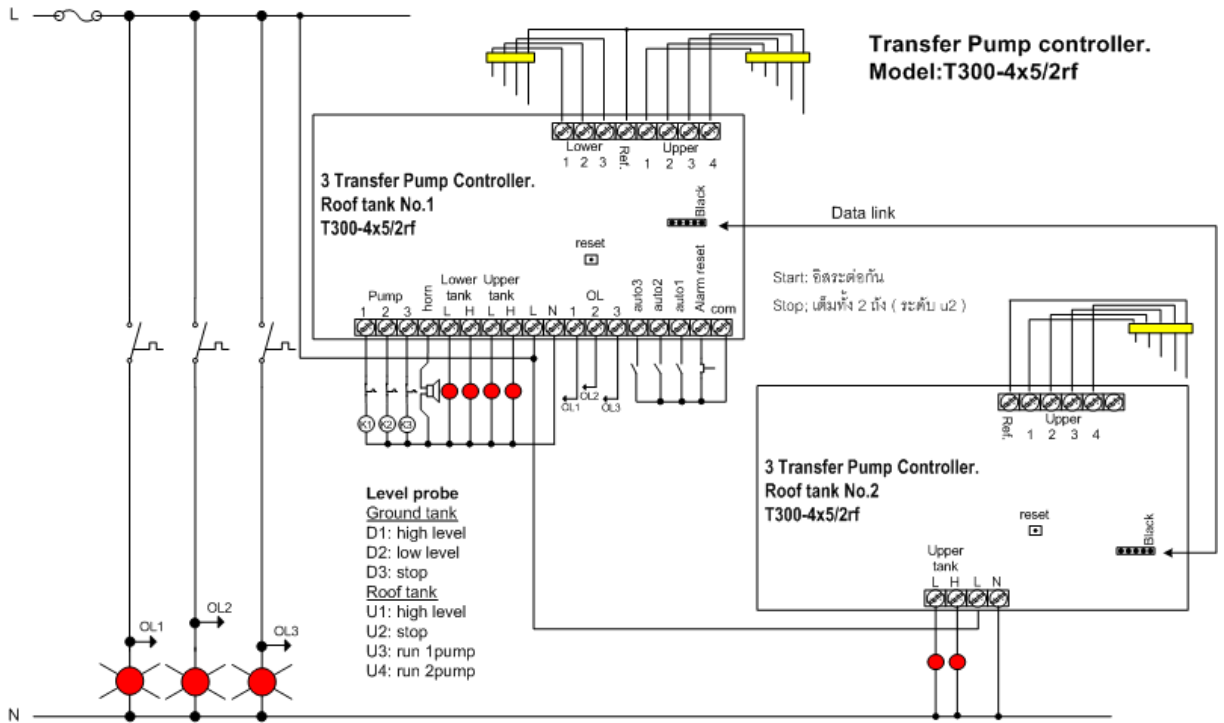 L
Transfer Pump controller.
Model:T300-4x5/2rf
Lower
Ref.
Upper
1 2 3 1 2 3 4
3 Transfer Pump Controller.
Roof tank No.1
T300-4x5/2rf
Black
Data link
reset
Start: อิสระต่อกัน
Stop; เต็มทั้ง 2 ถัง ( ระดับ u2 )
Pump
horn
Lower tank
Upper tank
OL
auto3
auto2
auto1
Alarm reset
com
1 2 3 L H L H L N 1 2 3
K1 K2 K3
OL1
OL2
OL3
Ref.
Upper
1 2 3 4
3 Transfer Pump Controller.
Roof tank No.2
T300-4x5/2rf
reset
Black
Upper
tank
L H L N
Level probe
Ground tank
D1: high level
D2: low level
D3: stop
Roof tank
U1: high level
U2: stop
U3: run 1pump
U4: run 2pump
OL1
OL2
OL3
N